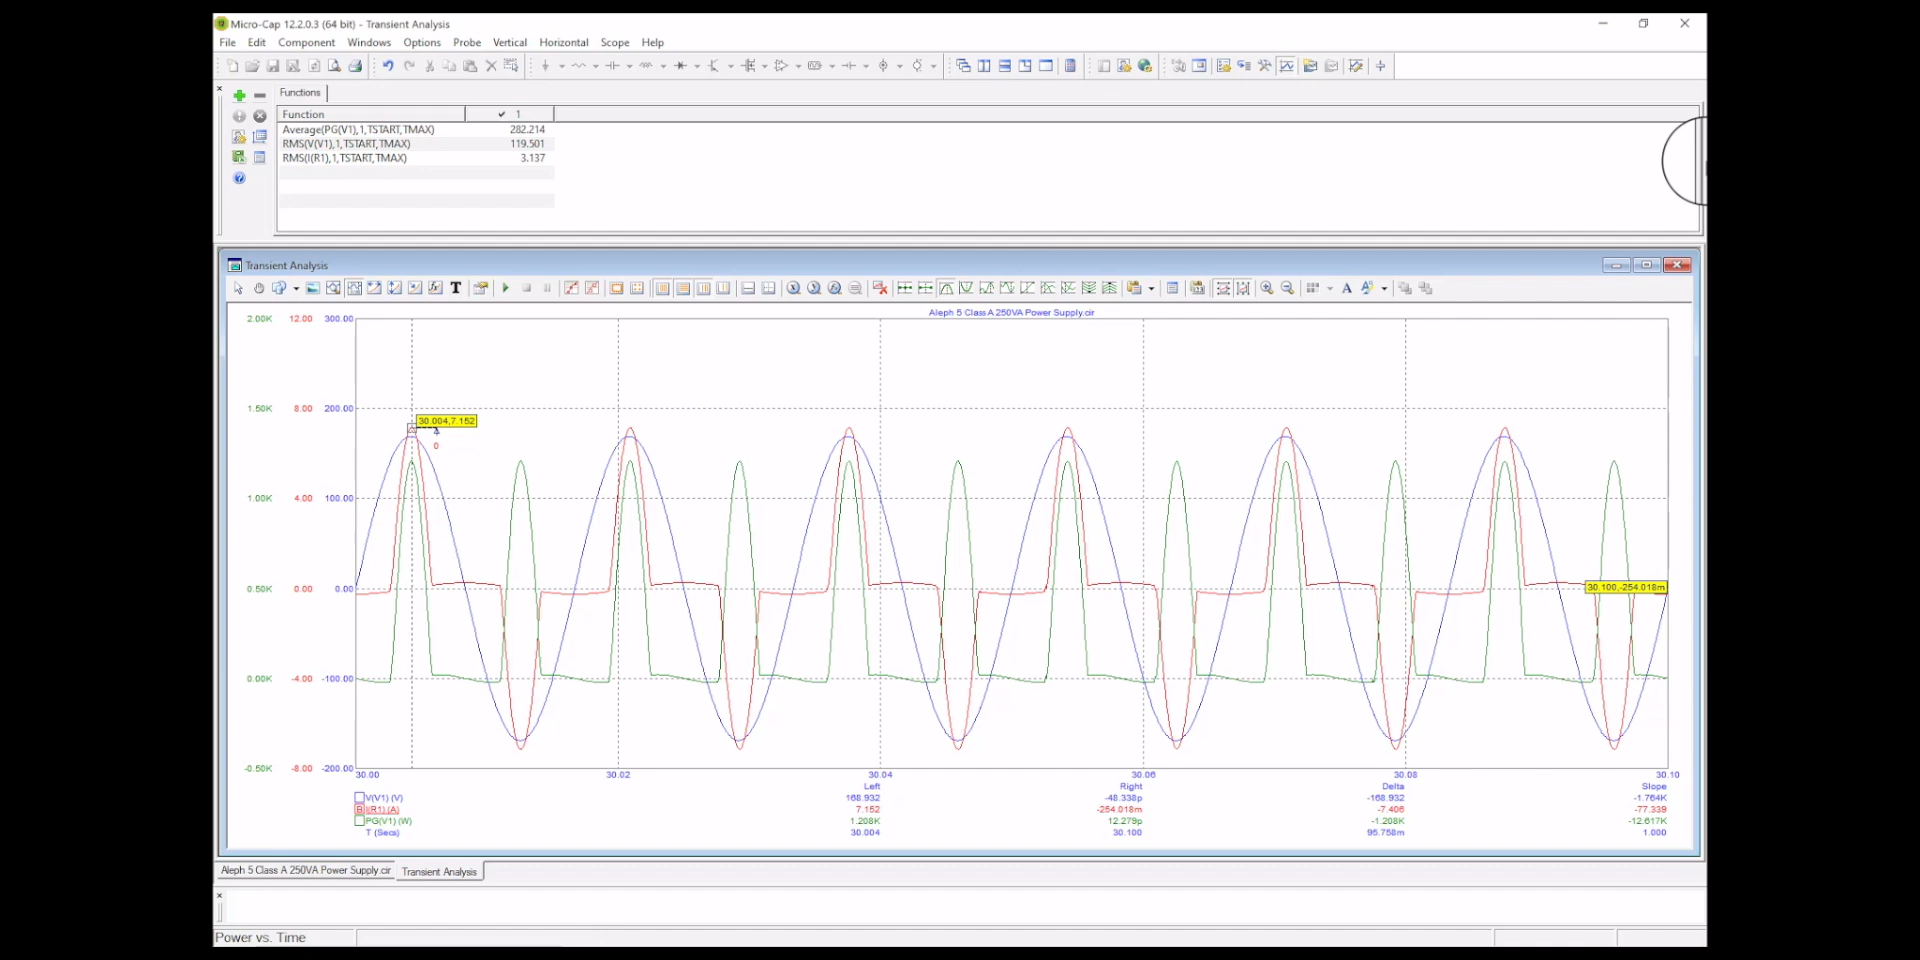 Micro-Cap 12.2.0.3 (64 bit) - Transient Analysis
File Edit Component Windows Options Probe Vertical Horizontal Scope Help
Functions
Function 1
Average(PG(V1),1,TSTART,TMAX) 282.214
RMS(V(V1),1,TSTART,TMAX) 119.501
RMS(I(R1),1,TSTART,TMAX) 3.137
Transient Analysis
Aleph 5 Class A 250VA Power Supply.cir
2.00K 12.00 300.00
1.50K 8.00 200.00
30.004,7.152
0
1.00K 4.00 100.00
0.50K 0.00 0.00
30.100,-254.018m
0.00K -4.00 -100.00
-0.50K -8.00 -200.00
30.00 30.02 30.04 30.06 30.08 30.10
Left Right Delta Slope
V(V1) (V) 168.932 -48.338p -168.932 -1.764K
B I(R1) (A) 7.152 -254.018m -7.406 -77.339
PG(V1) (W) 1.208K 12.279p -1.208K -12.617K
T (Secs) 30.004 30.100 95.758m 1.000
Aleph 5 Class A 250VA Power Supply.cir Transient Analysis
Power vs. Time